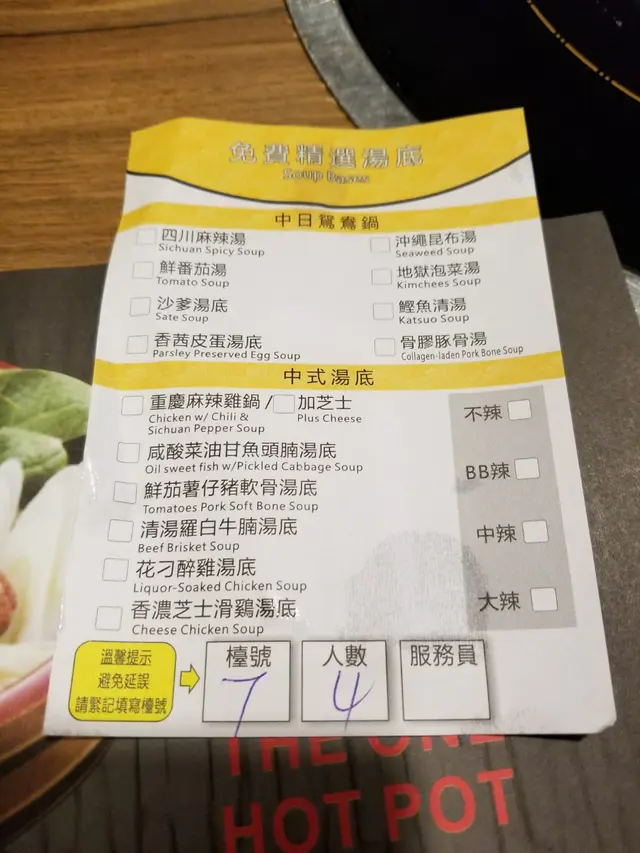 免費精選湯底
Soup Bases
中日鴛鴦鍋
四川麻辣湯
Sichuan Spicy Soup
沖繩昆布湯
Seaweed Soup
鮮番茄湯
Tomato Soup
地獄泡菜湯
Kimchees Soup
沙爹湯底
Sate Soup
鰹魚清湯
Katsuo Soup
香茜皮蛋湯底
Parsley Preserved Egg Soup
骨膠豚骨湯
Collagen-laden Pork Bone Soup
中式湯底
重慶麻辣雞鍋 / 加芝士
Chicken w/ Chili & Sichuan Pepper Soup
Plus Cheese
咸酸菜油甘魚頭腩湯底
Oil sweet fish w/Pickled Cabbage Soup
鮮茄薯仔豬軟骨湯底
Tomatoes Pork Soft Bone Soup
清湯羅白牛腩湯底
Beef Brisket Soup
花刁醉雞湯底
Liquor-Soaked Chicken Soup
香濃芝士滑鷄湯底
Cheese Chicken Soup
不辣
BB辣
中辣
大辣
溫馨提示
避免延誤
請緊記填寫檯號
檯號
7
人數
4
服務員
THE ONE
HOT POT